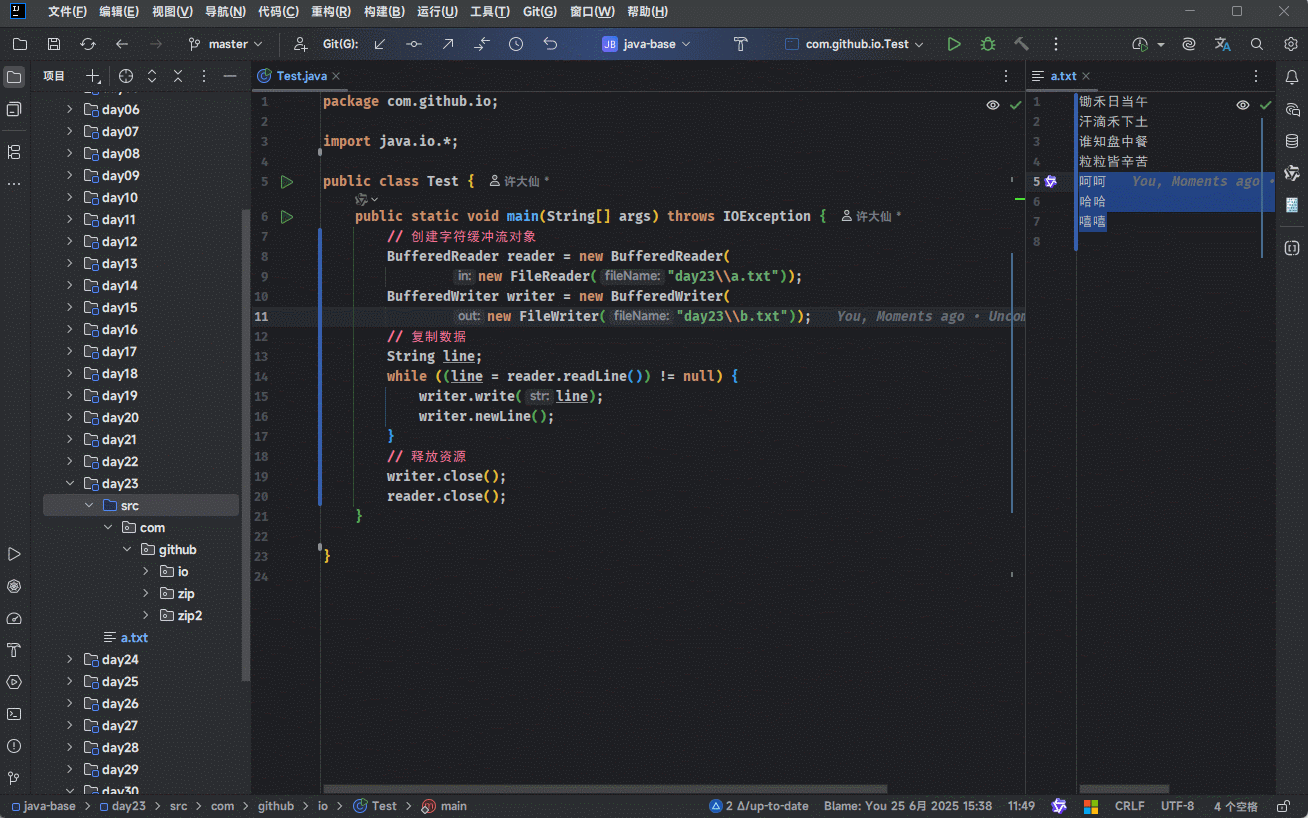 文件(F) 编辑(E) 视图(V) 导航(N) 代码(C) 重构(R) 构建(B) 运行(U) 工具(T) Git(G) 窗口(W) 帮助(H)
master Git(G): JB java-base com.github.io.Test
项目
day06
day07
day08
day09
day10
day11
day12
day13
day14
day15
day16
day17
day18
day19
day20
day21
day22
day23
src
com
github
io
zip
zip2
a.txt
day24
day25
day26
day27
day28
day29
day30
Test.java
1 package com.github.io;
2
3 import java.io.*;
4
5 public class Test { 许大仙 *
6 public static void main(String[] args) throws IOException { 许大仙 *
7 // 创建字符缓冲流对象
8 BufferedReader reader = new BufferedReader(
9 in: new FileReader( fileName: "day23\\a.txt"));
10 BufferedWriter writer = new BufferedWriter(
11 out: new FileWriter( fileName: "day23\\b.txt")); You, Moments ago • Uncom
12 // 复制数据
13 String line;
14 while ((line = reader.readLine()) != null) {
15 writer.write( str: line);
16 writer.newLine();
17 }
18 // 释放资源
19 writer.close();
20 reader.close();
21 }
22
23 }
24
a.txt
1 锄禾日当午
2 汗滴禾下土
3 谁知盘中餐
4 粒粒皆辛苦
5 呵呵 You, Moments ago •
6 哈哈
7 嘻嘻
8
java-base > day23 > src > com > github > io > Test > main 2 Δ/up-to-date Blame: You 25 6月 2025 15:38 11:49 CRLF UTF-8 4 个空格